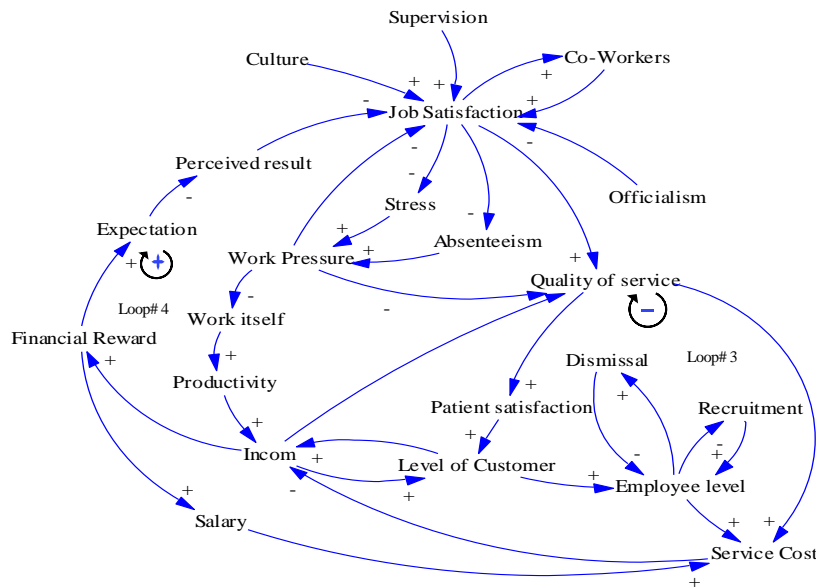 Supervision
Culture
Co-Workers
+
+
+
+
-
Job Satisfaction
-
-
-
Perceived result
-
Stress
Officialism
Expectation
+
-
Absenteeism
+
+
+
Work Pressure
+
Quality of service
-
Loop# 4
-
-
Work itself
Financial Reward
+
+
Dismissal
Loop# 3
Productivity
+
+
Patient satisfaction
Recruitment
+
+
-
+
Incom
+
Level of Customer
-
+
+
Employee level
-
+
+
Salary
+
+
Service Cost
+